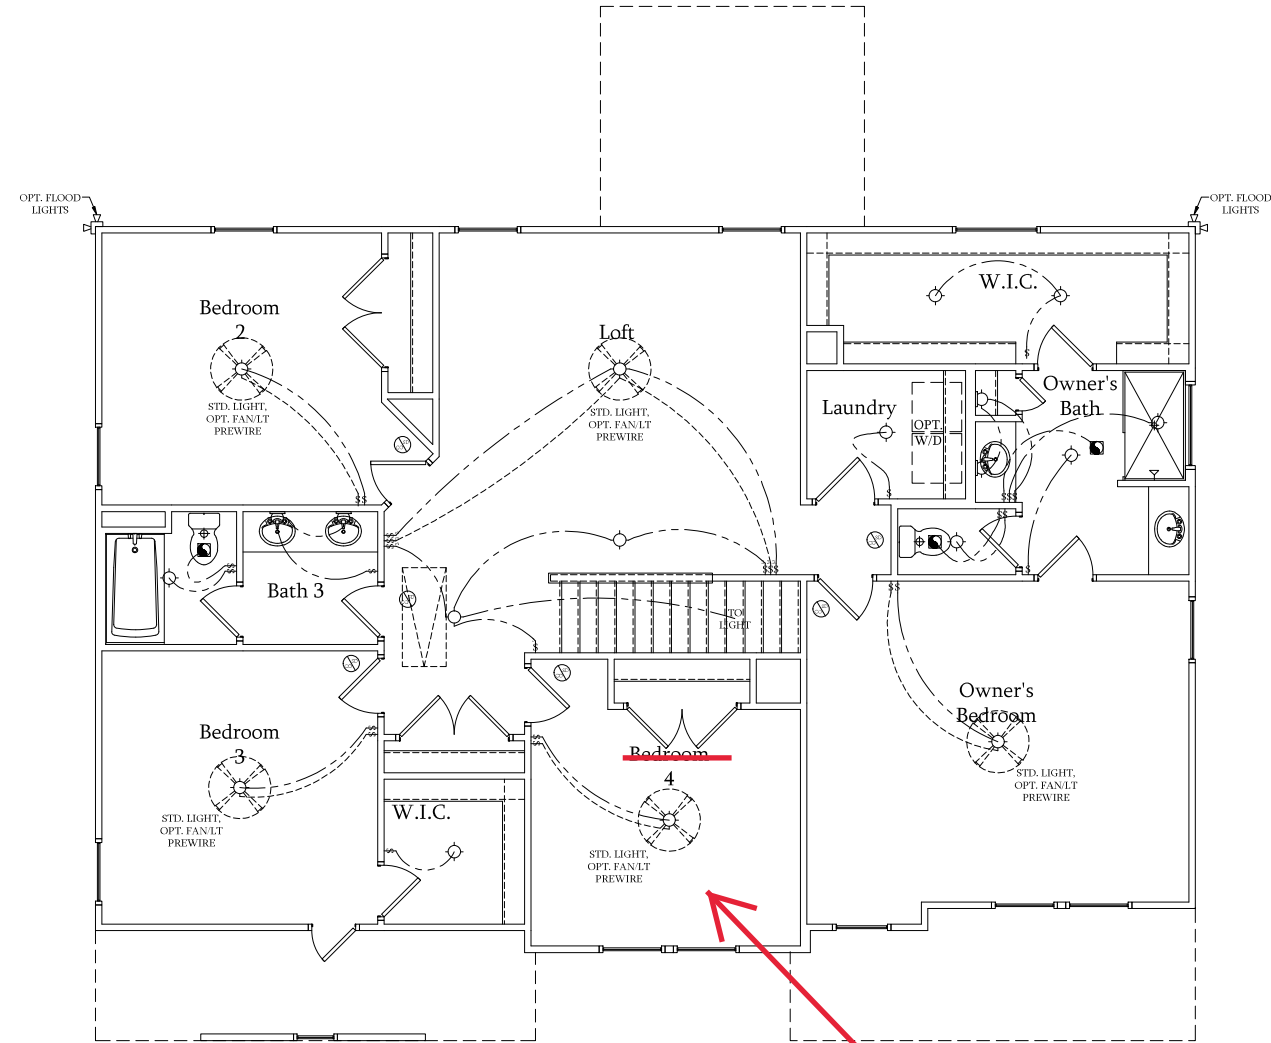 OPT. FLOOD
LIGHTS
OPT. FLOOD
LIGHTS
Bedroom
2
STD. LIGHT,
OPT. FAN/LT
PREWIRE
Loft
STD. LIGHT,
OPT. FAN/LT
PREWIRE
W.I.C.
Laundry
OPT.
W/D
Owner's
Bath
Bath 3
TO
LIGHT
Bedroom
3
STD. LIGHT,
OPT. FAN/LT
PREWIRE
W.I.C.
Bedroom
4
STD. LIGHT,
OPT. FAN/LT
PREWIRE
Owner's
Bedroom
STD. LIGHT,
OPT. FAN/LT
PREWIRE